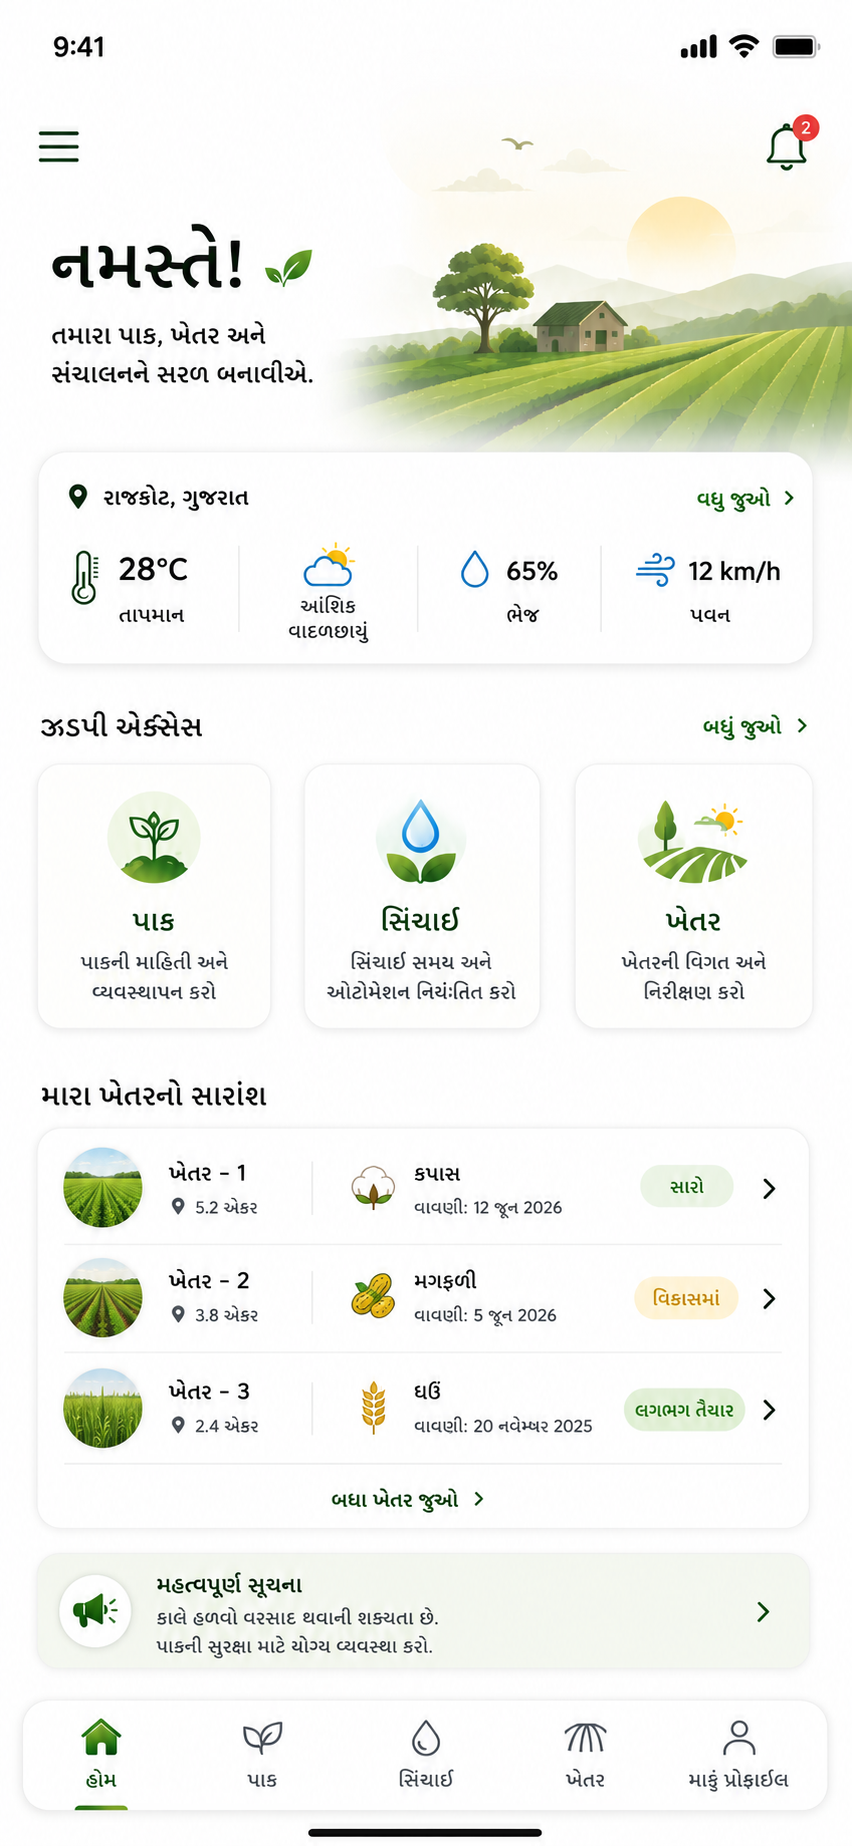 9:41
2
નમસ્તે!
તમારા પાક, ખેતર અને
સંચાલનને સરળ બનાવીએ.
રાજકોટ, ગુજરાત
વધુ જુઓ
28°C
તાપમાન
આંશિક
વાદળછાયું
65%
ભેજ
12 km/h
પવન
ઝડપી એક્સેસ
બધું જુઓ
પાક
પાકની માહિતી અને
વ્યવસ્થાપન કરો
સિંચાઈ
સિંચાઈ સમય અને
ઓટોમેશન નિયંઃતિત કરો
ખેતર
ખેતરની વિગત અને
નિરીક્ષણ કરો
મારા ખેતરનો સારાંશ
ખેતર - 1
5.2 એકર
કપાસ
વાવણી: 12 જૂન 2026
સારો
ખેતર - 2
3.8 એકર
મગફળી
વાવણી: 5 જૂન 2026
વિકાસમાં
ખેતર - 3
2.4 એકર
ઘઉં
વાવણી: 20 નવેમ્બર 2025
લગભગ તૈયાર
બધા ખેતર જુઓ
મહત્વપૂર્ણ સૂચના
કાલે હળવો વરસાદ થવાની શક્યતા છે.
પાકની સુરક્ષા માટે યોગ્ય વ્યવસ્થા કરો.
હોમ
પાક
સિંચાઈ
ખેતર
માકું પ્રોફાઈલ